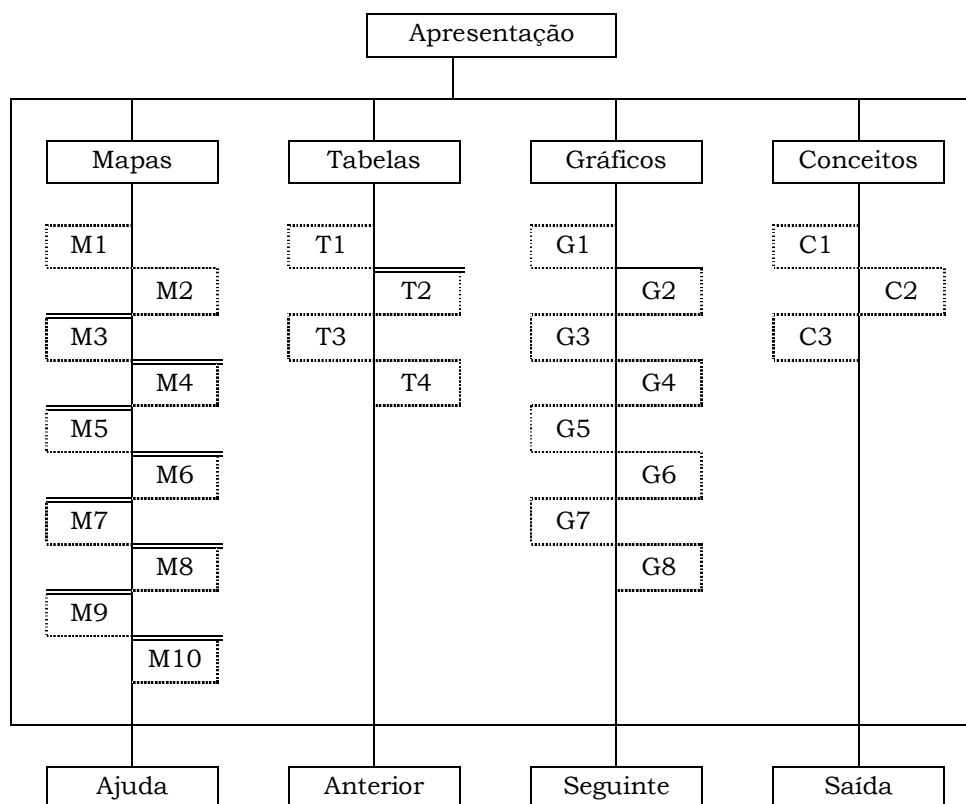 Apresentação
Mapas Tabelas Gráficos Conceitos
M1 T1 G1 C1
M2 T2 G2 C2
M3 T3 G3 C3
M4 T4 G4
M5 G5
M6 G6
M7 G7
M8 G8
M9
M10
Ajuda Anterior Seguinte Saída